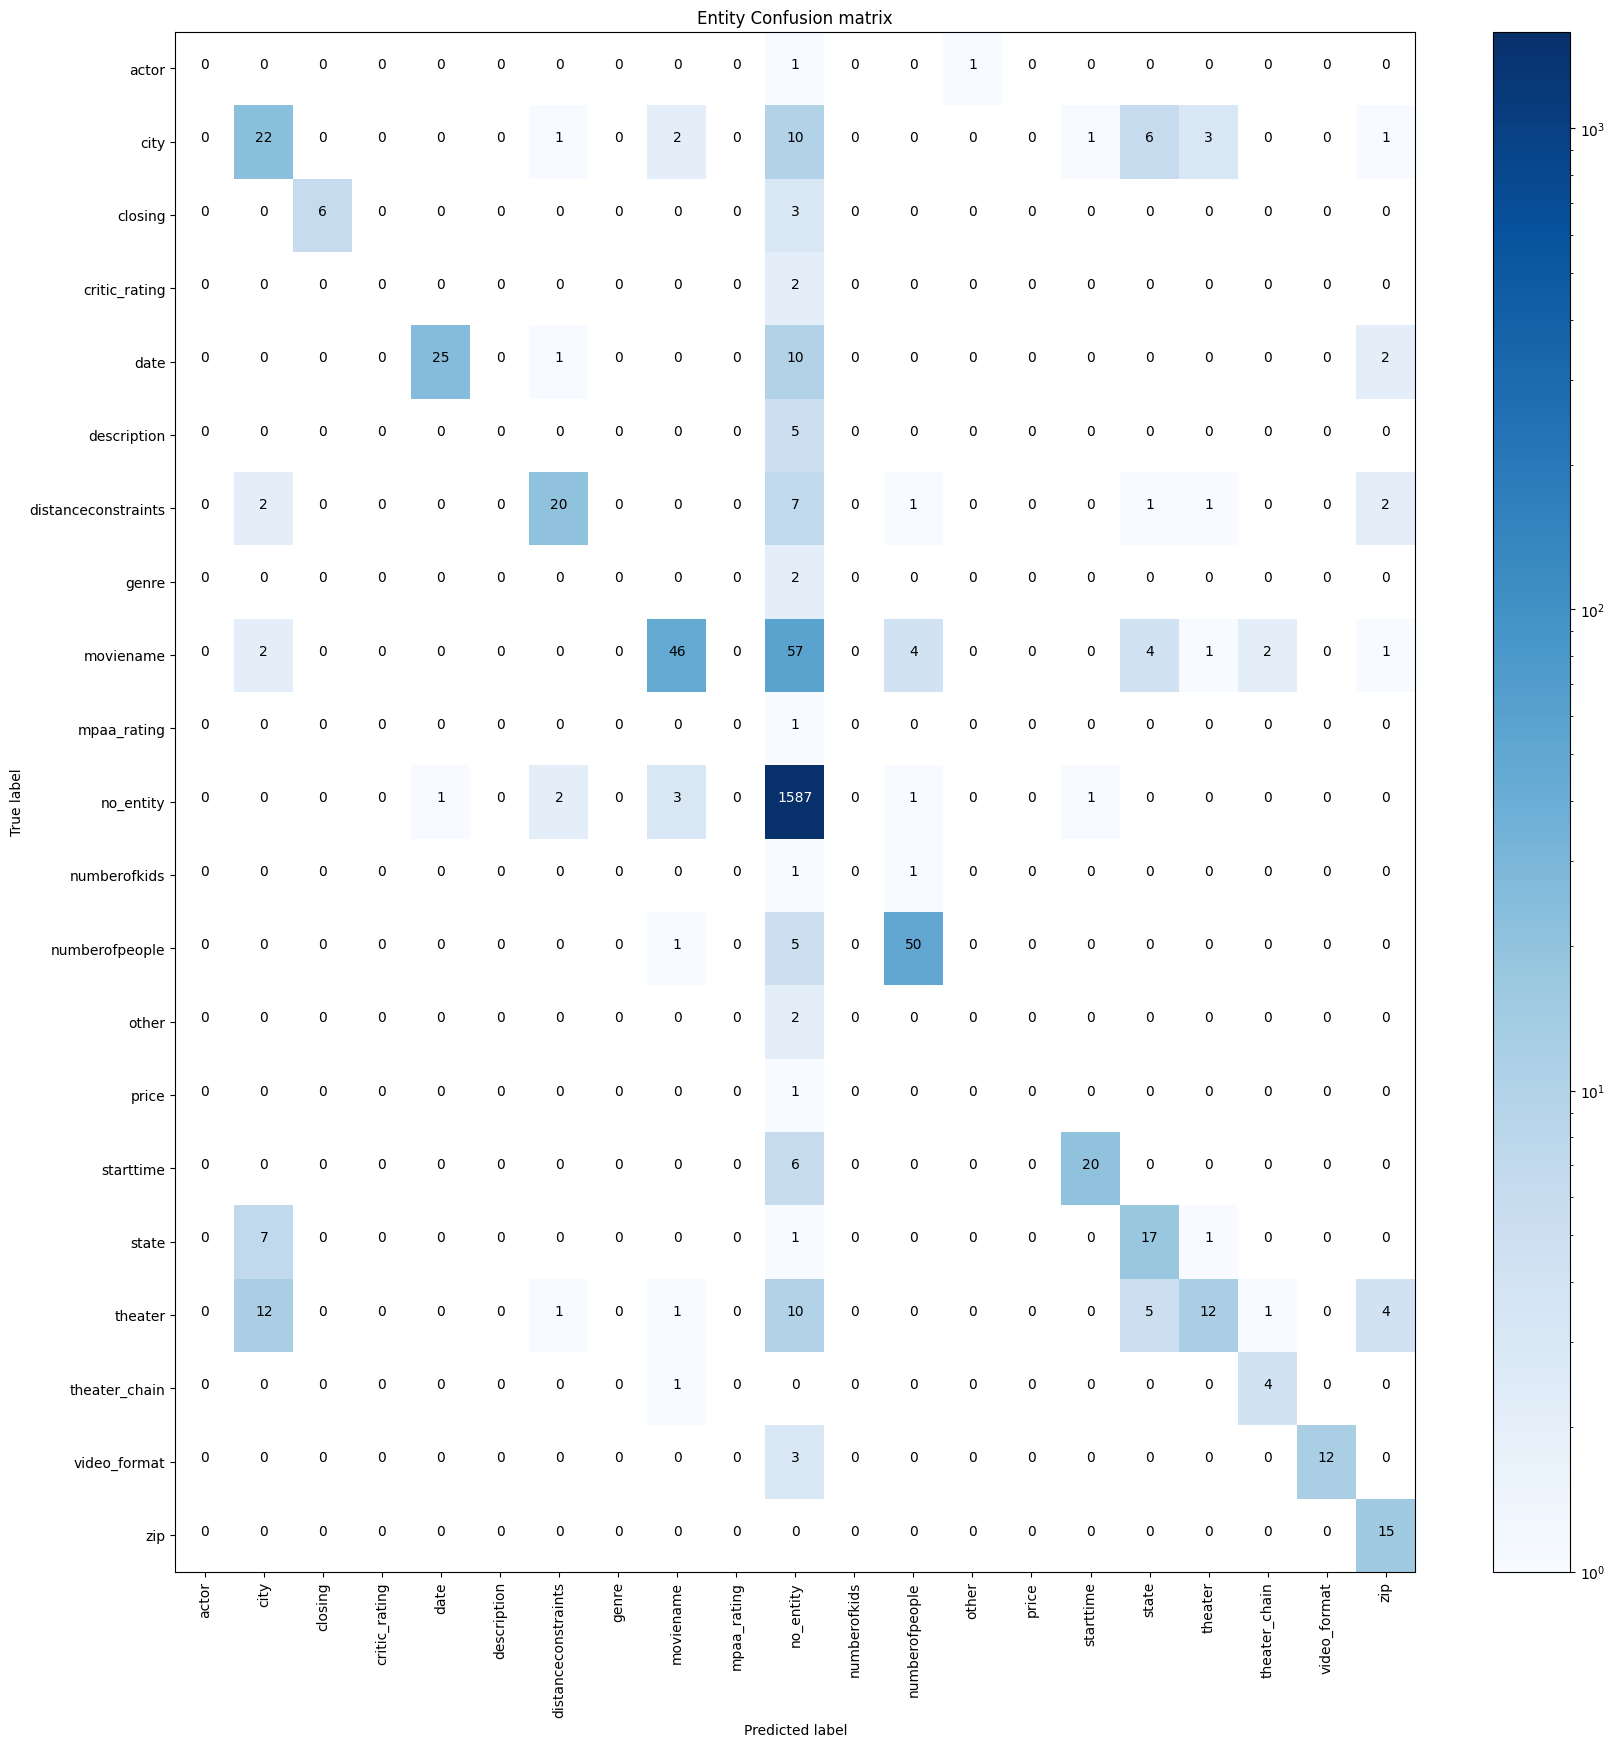 Entity Confusion matrix
True label
actor 0 0 0 0 0 0 0 0 0 0 1 0 0 1 0 0 0 0 0 0 0
city 0 22 0 0 0 0 1 0 2 0 10 0 0 0 0 1 6 3 0 0 1
closing 0 0 6 0 0 0 0 0 0 0 3 0 0 0 0 0 0 0 0 0 0
critic_rating 0 0 0 0 0 0 0 0 0 0 2 0 0 0 0 0 0 0 0 0 0
date 0 0 0 0 25 0 1 0 0 0 10 0 0 0 0 0 0 0 0 0 2
description 0 0 0 0 0 0 0 0 0 0 5 0 0 0 0 0 0 0 0 0 0
distanceconstraints 0 2 0 0 0 0 20 0 0 0 7 0 1 0 0 0 1 1 0 0 2
genre 0 0 0 0 0 0 0 0 0 0 2 0 0 0 0 0 0 0 0 0 0
moviename 0 2 0 0 0 0 0 0 46 0 57 0 4 0 0 0 4 1 2 0 1
mpaa_rating 0 0 0 0 0 0 0 0 0 0 1 0 0 0 0 0 0 0 0 0 0
no_entity 0 0 0 0 1 0 2 0 3 0 1587 0 1 0 0 1 0 0 0 0 0
numberofkids 0 0 0 0 0 0 0 0 0 0 1 0 1 0 0 0 0 0 0 0 0
numberofpeople 0 0 0 0 0 0 0 0 1 0 5 0 50 0 0 0 0 0 0 0 0
other 0 0 0 0 0 0 0 0 0 0 2 0 0 0 0 0 0 0 0 0 0
price 0 0 0 0 0 0 0 0 0 0 1 0 0 0 0 0 0 0 0 0 0
starttime 0 0 0 0 0 0 0 0 0 0 6 0 0 0 0 20 0 0 0 0 0
state 0 7 0 0 0 0 0 0 0 0 1 0 0 0 0 0 17 1 0 0 0
theater 0 12 0 0 0 0 1 0 1 0 10 0 0 0 0 0 5 12 1 0 4
theater_chain 0 0 0 0 0 0 0 0 1 0 0 0 0 0 0 0 0 0 4 0 0
video_format 0 0 0 0 0 0 0 0 0 0 3 0 0 0 0 0 0 0 0 12 0
zip 0 0 0 0 0 0 0 0 0 0 0 0 0 0 0 0 0 0 0 0 15
actor
city
closing
critic_rating
date
description
distanceconstraints
genre
moviename
mpaa_rating
no_entity
numberofkids
numberofpeople
other
price
starttime
state
theater
theater_chain
video_format
zip
Predicted label
10³
10²
10¹
10⁰